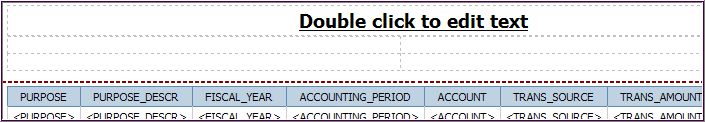 Double click to edit text
PURPOSE PURPOSE_DESCR FISCAL_YEAR ACCOUNTING_PERIOD ACCOUNT TRANS_SOURCE TRANS_AMOUNT
<PURPOSE> <PURPOSE_DESCR> <FISCAL_YEAR> <ACCOUNTING_PERIOD> <ACCOUNT> <TRANS_SOURCE> <TRANS_AMOUNT